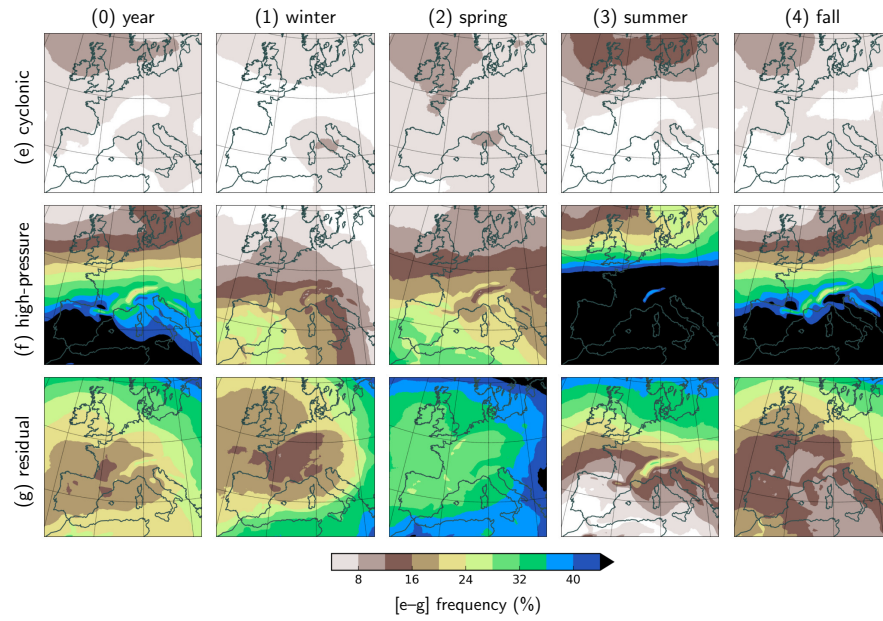 (0) year (1) winter (2) spring (3) summer (4) fall
(e) cyclonic
(f) high-pressure
(g) residual
8 16 24 32 40
[e–g] frequency (%)